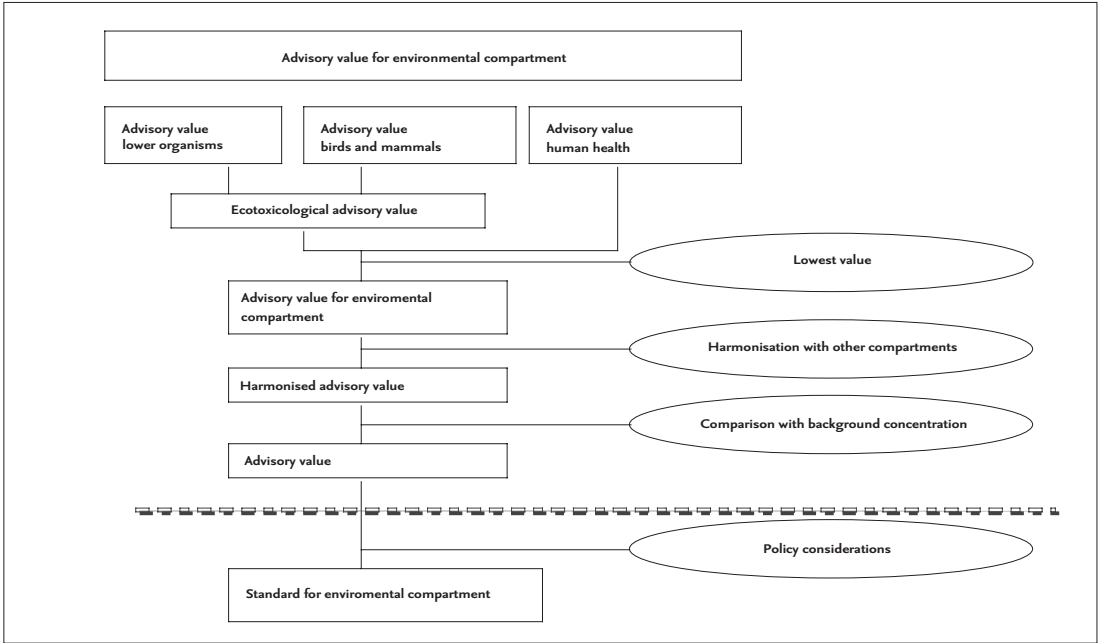 Advisory value for environmental compartment
Advisory value
lower organisms
Advisory value
birds and mammals
Advisory value
human health
Ecotoxicological advisory value
Lowest value
Advisory value for enviromental
compartment
Harmonisation with other compartments
Harmonised advisory value
Comparison with background concentration
Advisory value
Policy considerations
Standard for enviromental compartment